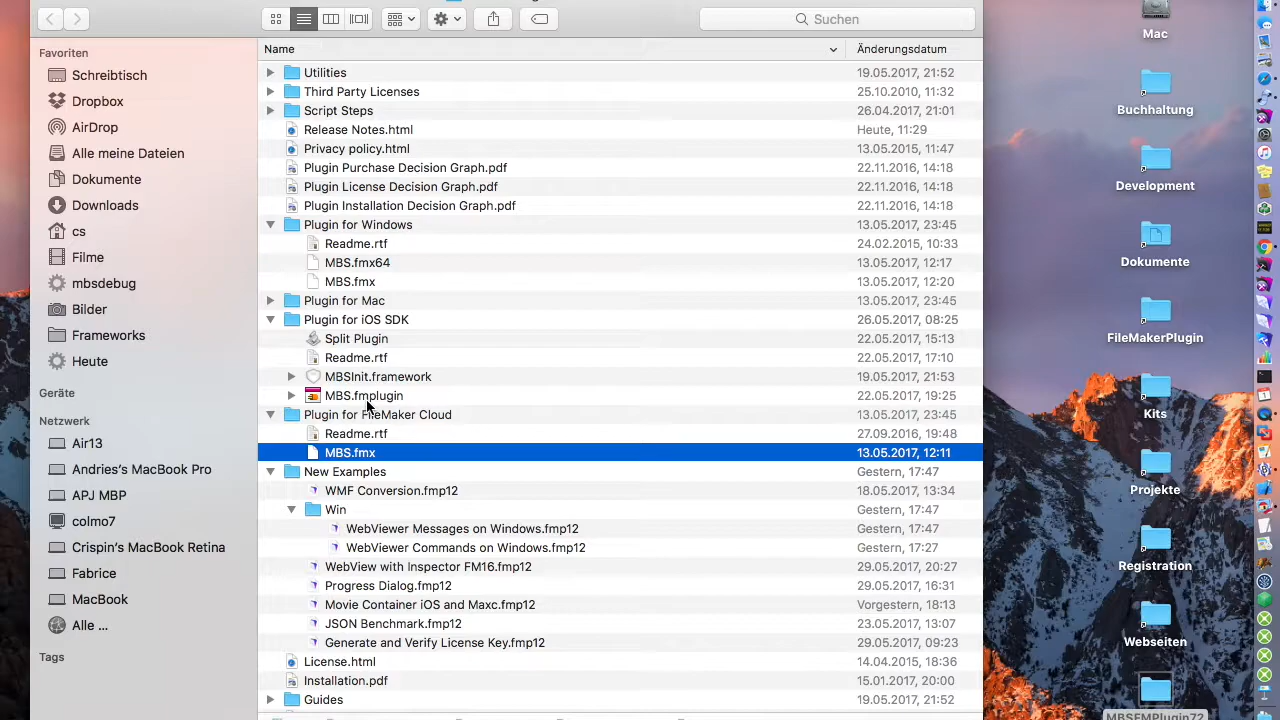 Suchen
Favoriten
Schreibtisch
Dropbox
AirDrop
Alle meine Dateien
Dokumente
Downloads
cs
Filme
mbsdebug
Bilder
Frameworks
Heute
Geräte
Netzwerk
Air13
Andries's MacBook Pro
APJ MBP
colmo7
Crispin's MacBook Retina
Fabrice
MacBook
Alle ...
Tags
Name Änderungsdatum
Utilities 19.05.2017, 21:52
Third Party Licenses 25.10.2010, 11:32
Script Steps 26.04.2017, 21:01
Release Notes.html Heute, 11:29
Privacy policy.html 13.05.2015, 11:47
Plugin Purchase Decision Graph.pdf 22.11.2016, 14:18
Plugin License Decision Graph.pdf 22.11.2016, 14:18
Plugin Installation Decision Graph.pdf 22.11.2016, 14:18
Plugin for Windows 13.05.2017, 23:45
Readme.rtf 24.02.2015, 10:33
MBS.fmx64 13.05.2017, 12:17
MBS.fmx 13.05.2017, 12:20
Plugin for Mac 13.05.2017, 23:45
Plugin for iOS SDK 26.05.2017, 08:25
Split Plugin 22.05.2017, 15:13
Readme.rtf 22.05.2017, 17:10
MBSInit.framework 19.05.2017, 21:53
MBS.fmplugin 22.05.2017, 19:25
Plugin for FileMaker Cloud 13.05.2017, 23:45
Readme.rtf 27.09.2016, 19:48
MBS.fmx 13.05.2017, 12:11
New Examples Gestern, 17:47
WMF Conversion.fmp12 18.05.2017, 13:34
Win Gestern, 17:47
WebViewer Messages on Windows.fmp12 Gestern, 17:47
WebViewer Commands on Windows.fmp12 Gestern, 17:27
WebView with Inspector FM16.fmp12 29.05.2017, 20:27
Progress Dialog.fmp12 29.05.2017, 16:31
Movie Container iOS and Maxc.fmp12 Vorgestern, 18:13
JSON Benchmark.fmp12 23.05.2017, 13:07
Generate and Verify License Key.fmp12 29.05.2017, 09:23
License.html 14.04.2015, 18:36
Installation.pdf 15.01.2017, 20:00
Guides 19.05.2017, 21:52
Mac
Buchhaltung
Development
Dokumente
FileMakerPlugin
Kits
Projekte
Registration
Webseiten
MBSFMPlugin72